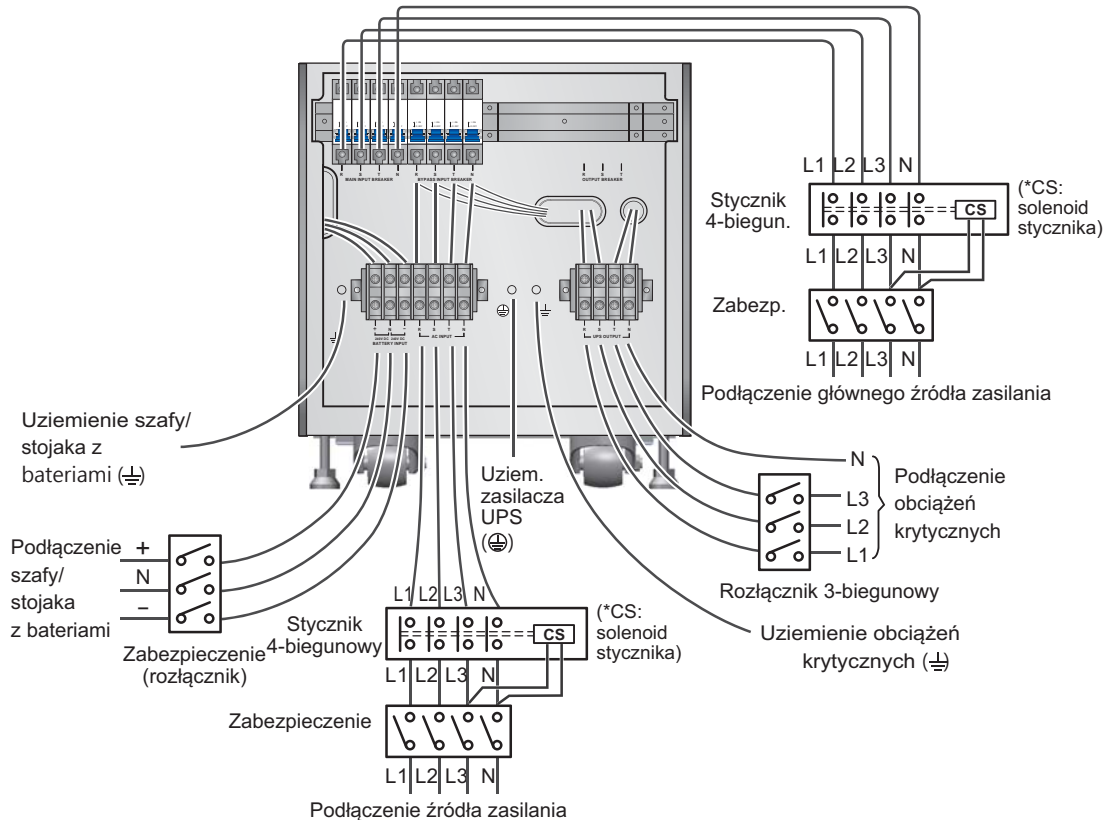 R S T N R S T N
MAIN INPUT BREAKER BYPASS INPUT BREAKER
R S T
OUTPUT BREAKER
L1 L2 L3 N
Stycznik
4-biegun.
CS
(*CS:
solenoid
stycznika)
L1 L2 L3 N
Zabezp.
L1 L2 L3 N
Podłączenie głównego źródła zasilania
+ N − R S T N
240V DC 240V DC
BATTERY INPUT
AC INPUT
R S T N
UPS OUTPUT
Uziemienie szafy/
stojaka z
bateriami (⏚)
Uziem.
zasilacza
UPS
(⏚)
N
L3
L2
L1
Podłączenie
obciążeń
krytycznych
Rozłącznik 3-biegunowy
Podłączenie
szafy/
stojaka
z bateriami
+
N
−
Zabezpieczenie
(rozłącznik)
L1 L2 L3 N
Stycznik
4-biegunowy
CS
(*CS:
solenoid
stycznika)
Uziemienie obciążeń
krytycznych (⏚)
L1 L2 L3 N
Zabezpieczenie
L1 L2 L3 N
Podłączenie źródła zasilania